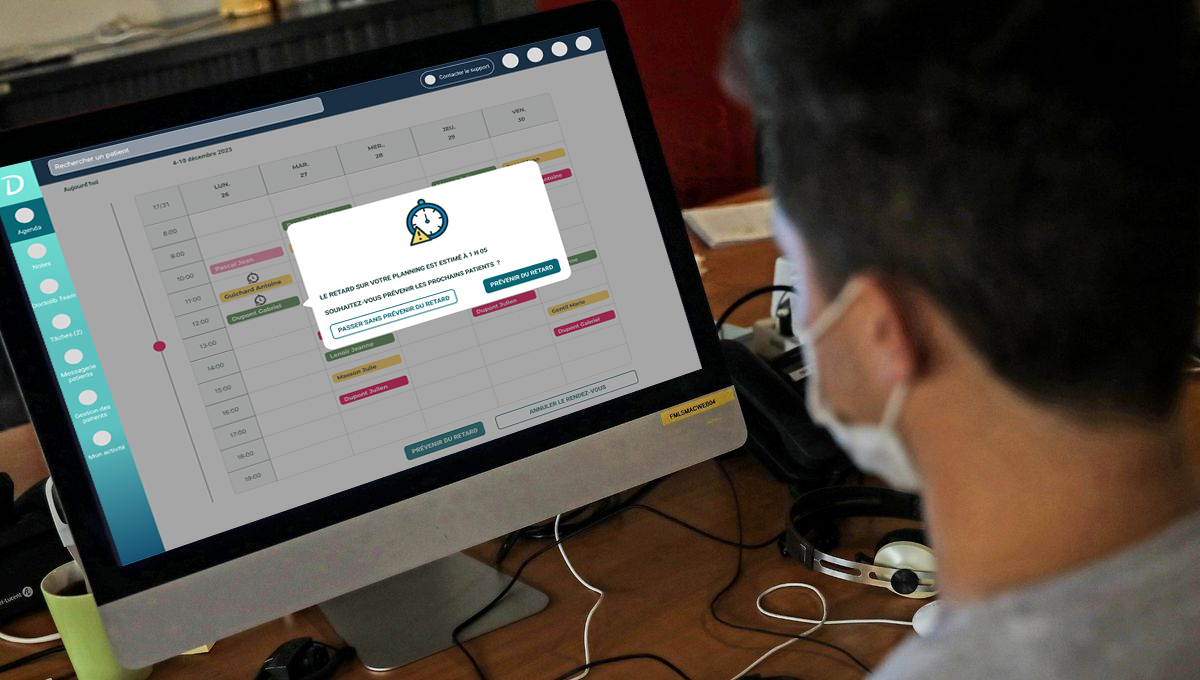 Contacter le support
Rechercher un patient
Aujourd'hui
4-10 décembre 2023
D
Agenda
Notes
Doctolib Team
Tâches (2)
Messagerie
patients
Gestion des
patients
Mon activité
17/31
LUN.
26
MAR.
27
MER.
28
JEU.
29
VEN.
30
8:00
9:00
10:00
11:00
12:00
13:00
14:00
15:00
16:00
17:00
18:00
19:00
Pascal Jean
Guichard Antoine
Dupont Gabriel
LE RETARD SUR VOTRE PLANNING EST ESTIMÉ À 1 H 05
SOUHAITEZ-VOUS PRÉVENIR LES PROCHAINS PATIENTS ?
PASSER SANS PRÉVENIR DU RETARD
PRÉVENIR DU RETARD
Antoine
Lenoir Jeanne
Masson Julie
Dupont Julien
Dupont Julien
Genet Marie
Dupont Gabriel
PRÉVENIR DU RETARD
ANNULER LE RENDEZ-VOUS
FMLSMACWEB04